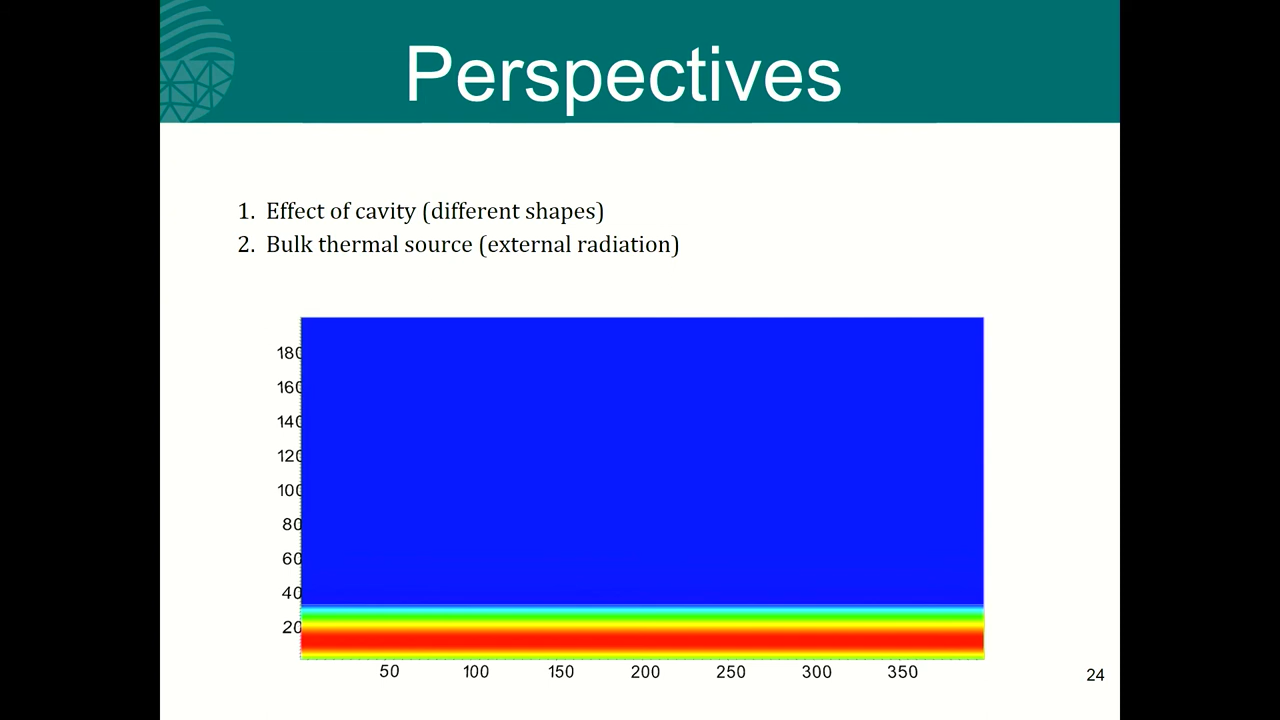 Perspectives
1. Effect of cavity (different shapes)
2. Bulk thermal source (external radiation)
180
160
140
120
100
80
60
40
20
50 100 150 200 250 300 350
24